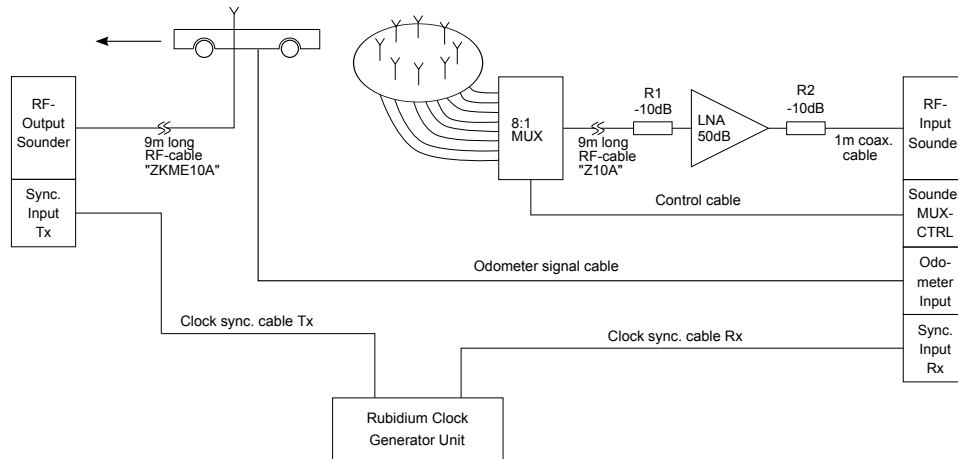 RF-
Output
Sounder
9m long
RF-cable
"ZKME10A"
8:1
MUX
9m long
RF-cable
"Z10A"
R1
-10dB
LNA
50dB
R2
-10dB
1m coax.
cable
RF-
Input
Sounde
Sync.
Input
Tx
Control cable
Sounde
MUX-
CTRL
Odometer signal cable
Odo-
meter
Input
Clock sync. cable Tx
Clock sync. cable Rx
Sync.
Input
Rx
Rubidium Clock
Generator Unit